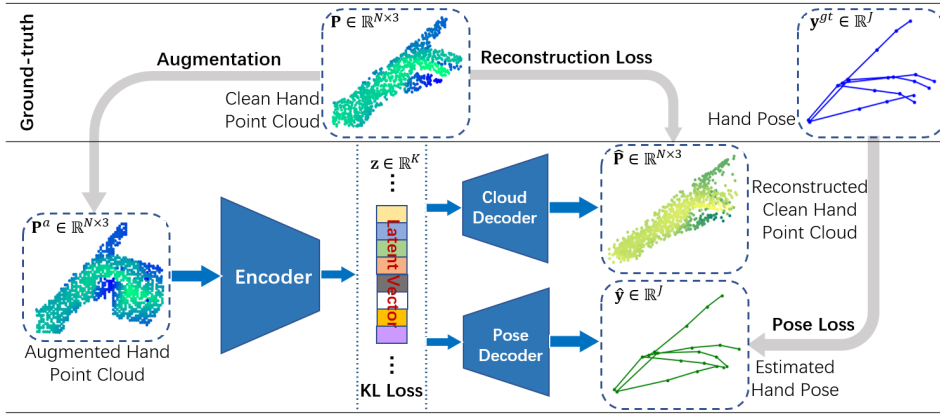 Ground-truth
P ∈ ℝ^{N×3}
y^{gt} ∈ ℝ^J
Augmentation
Reconstruction Loss
Clean Hand
Point Cloud
Hand Pose
z ∈ ℝ^K
...
P̂ ∈ ℝ^{N×3}
Cloud
Decoder
Reconstructed
Clean Hand
Point Cloud
P^a ∈ ℝ^{N×3}
Encoder
Latent Vector
ŷ ∈ ℝ^J
Pose
Decoder
Pose Loss
Augmented Hand
Point Cloud
...
KL Loss
Estimated
Hand Pose